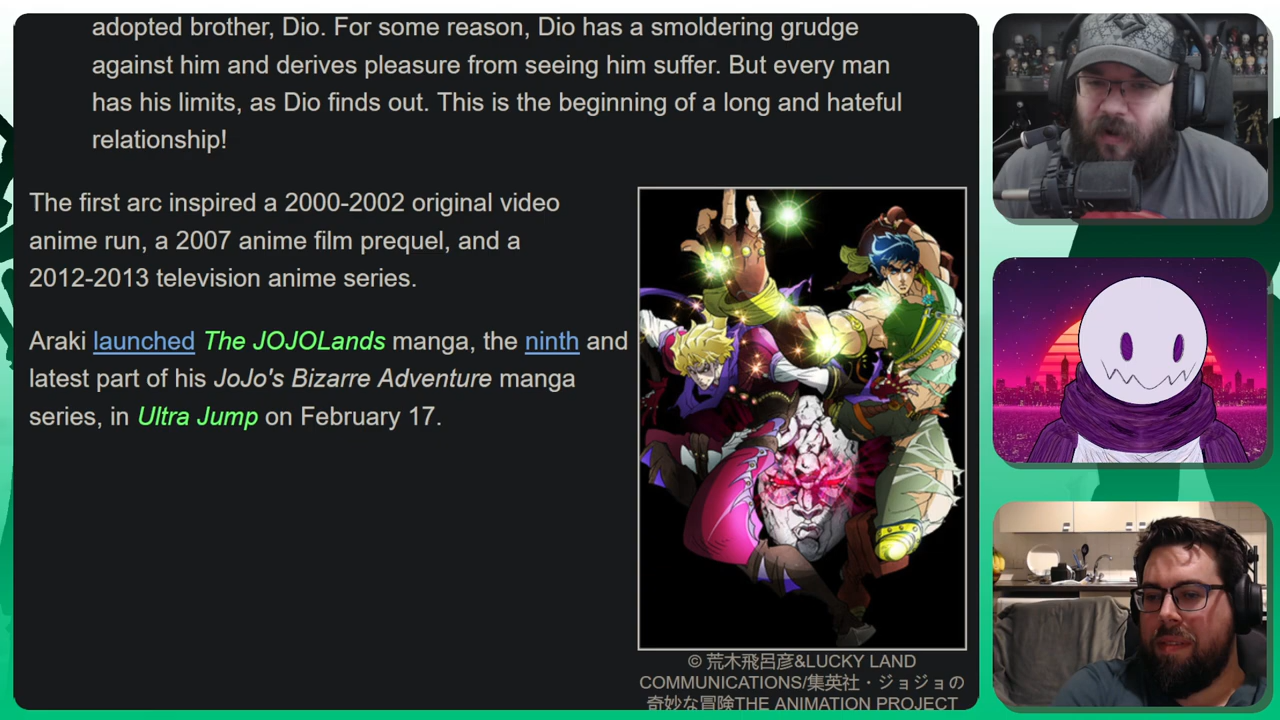 adopted brother, Dio. For some reason, Dio has a smoldering grudge
against him and derives pleasure from seeing him suffer. But every man
has his limits, as Dio finds out. This is the beginning of a long and hateful
relationship!
The first arc inspired a 2000-2002 original video
anime run, a 2007 anime film prequel, and a
2012-2013 television anime series.
Araki launched The JOJOLands manga, the ninth and
latest part of his JoJo's Bizarre Adventure manga
series, in Ultra Jump on February 17.
© 荒木飛呂彦&LUCKY LAND
COMMUNICATIONS/集英社・ジョジョの
奇妙な冒険THE ANIMATION PROJECT